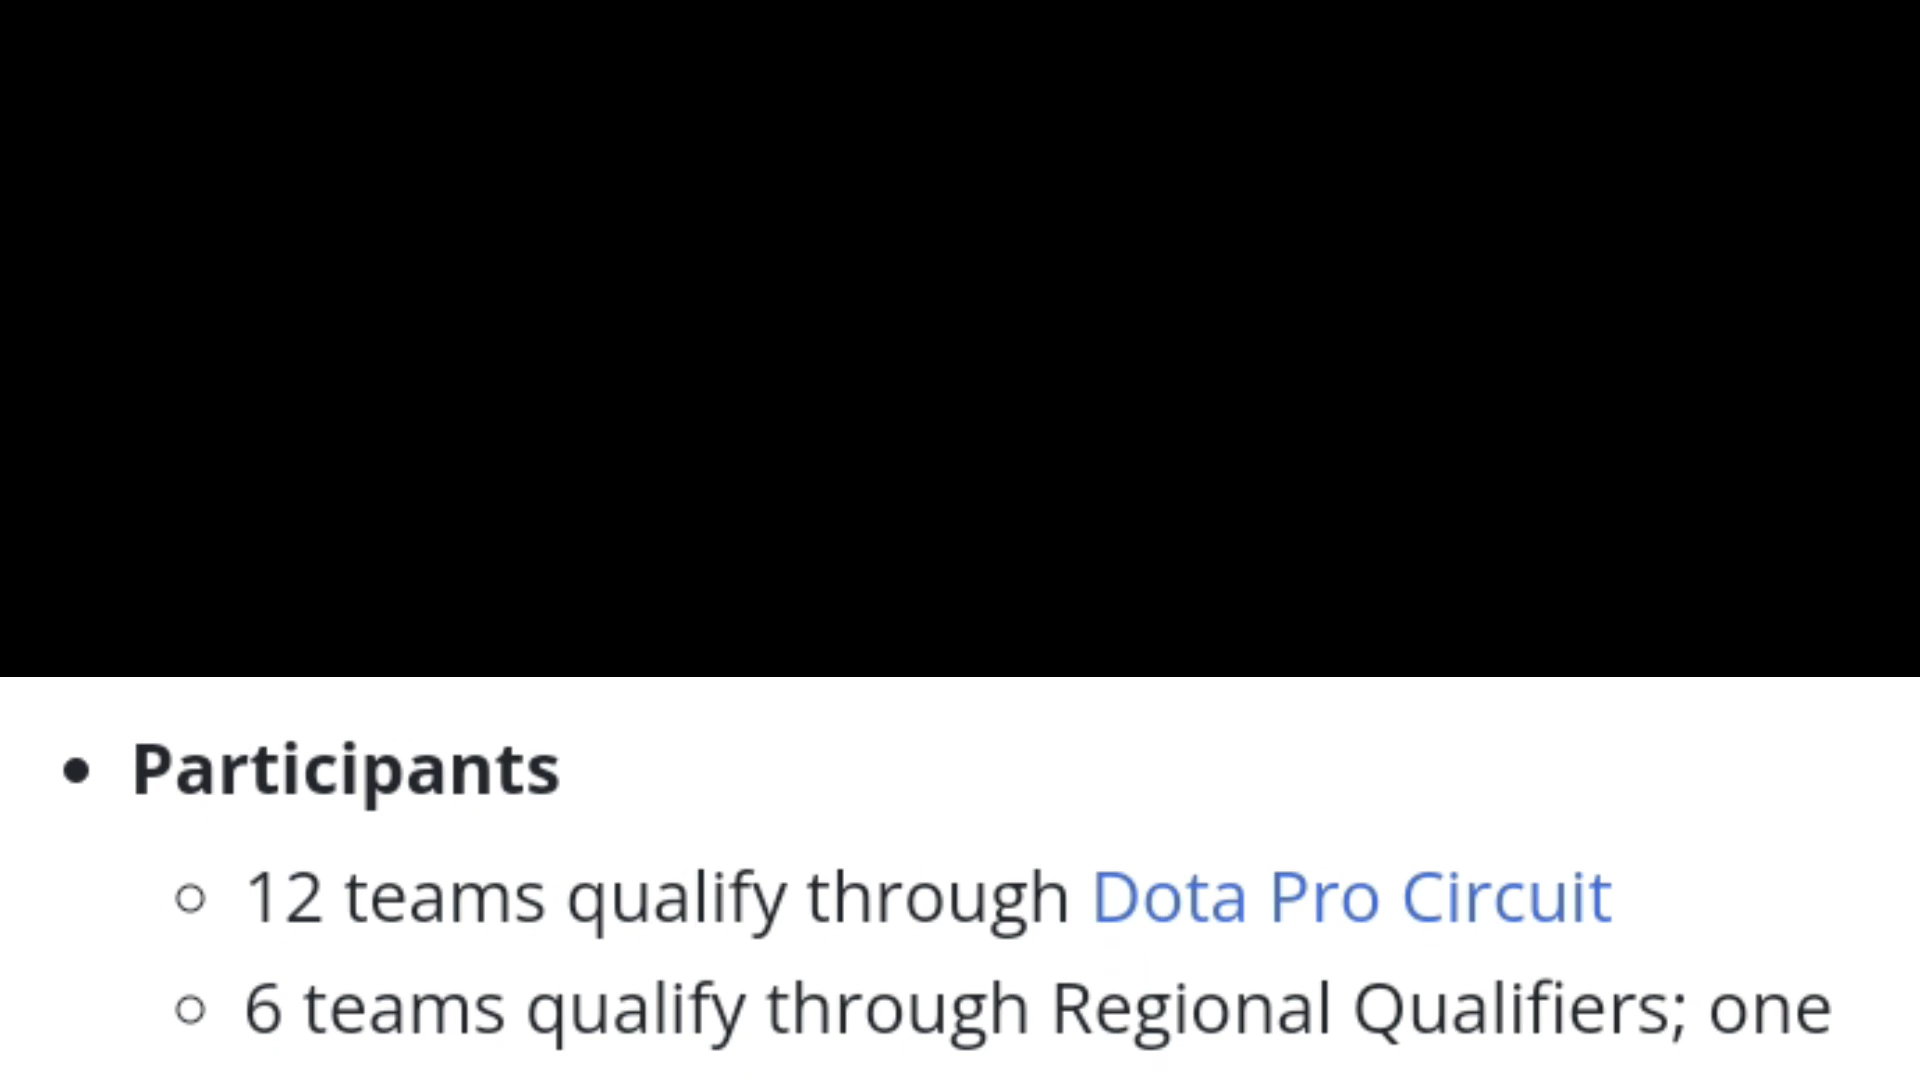 • Participants
◦ 12 teams qualify through Dota Pro Circuit
◦ 6 teams qualify through Regional Qualifiers; one